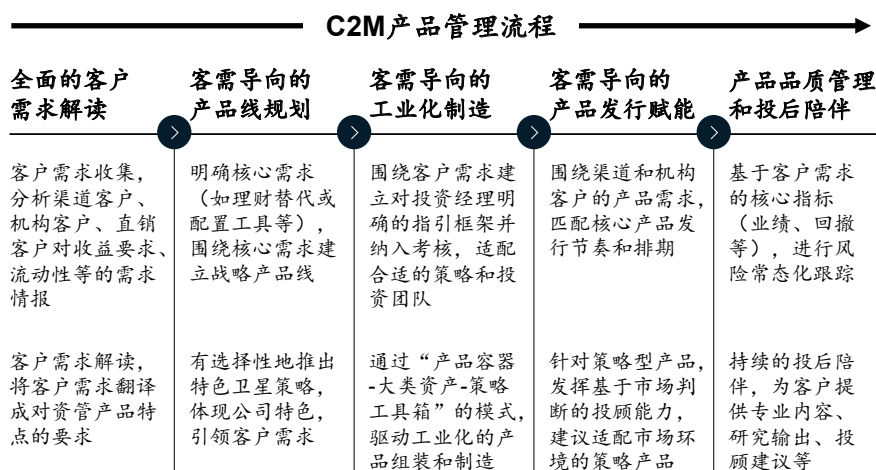 C2M产品管理流程
全面的客户
需求解读
客需导向的
产品线规划
客需导向的
工业化制造
客需导向的
产品发行赋能
产品品质管理
和投后陪伴
客户需求收集，
分析渠道客户、
机构客户、直销
客户对收益要求、
流动性等的需求
情报
明确核心需求
（如理财替代或
配置工具等），
围绕核心需求建
立战略产品线
围绕客户需求建
立对投资经理明
确的指引框架并
纳入考核，适配
合适的策略和投
资团队
围绕渠道和机构
客户的产品需求，
匹配核心产品发
行节奏和排期
基于客户需求
的核心指标
（业绩、回撤
等），进行风
险常态化跟踪
客户需求解读，
将客户需求翻译
成对资管产品特
点的要求
有选择性地推出
特色卫星策略，
体现公司特色，
引领客户需求
通过“产品容器
-大类资产-策略
工具箱”的模式，
驱动工业化的产
品组装和制造
针对策略型产品，
发挥基于市场判
断的投顾能力，
建议适配市场环
境的策略产品
持续的投后陪
伴，为客户提
供专业内容、
研究输出、投
顾建议等